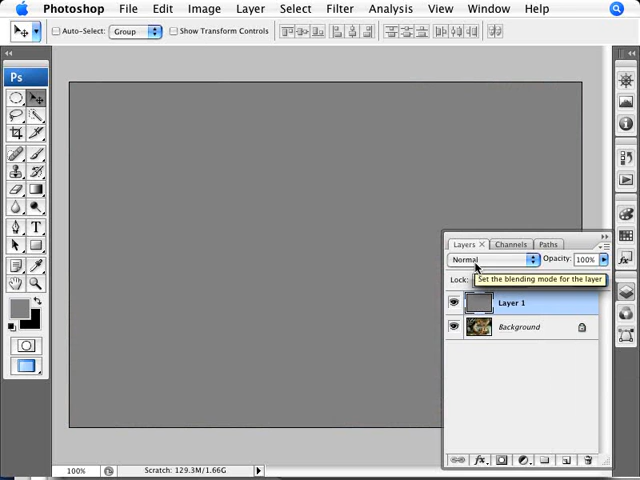 Photoshop File Edit Image Layer Select Filter Analysis View Window Help
Auto-Select: Group Show Transform Controls
Ps
Layers Channels Paths
Normal Opacity: 100%
Lock:
Set the blending mode for the layer
Layer 1
Background
100% Scratch: 129.3M/1.66G